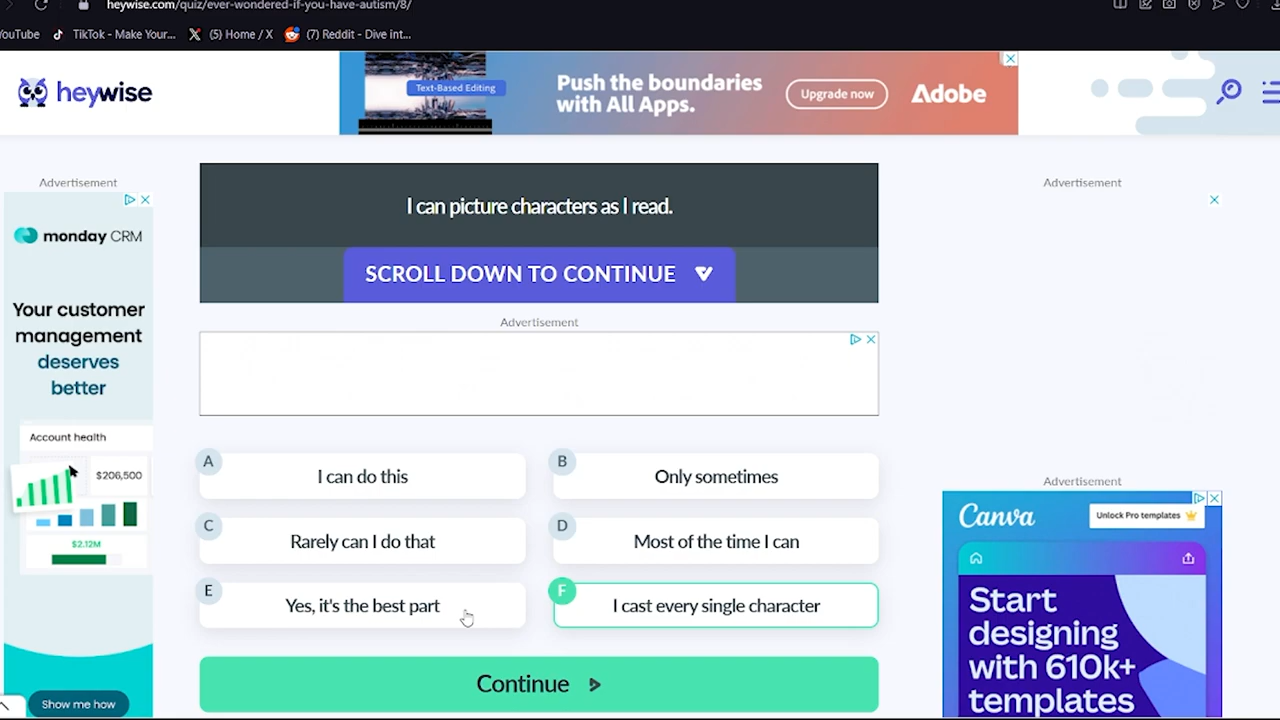 heywise.com/quiz/ever-wondered-if-you-have-autism/8/
YouTube
TikTok - Make Your...
(5) Home / X
(7) Reddit - Dive int...
heywise
Text-Based Editing
Push the boundaries
with All Apps.
Upgrade now
Adobe
Advertisement
monday CRM
Your customer
management
deserves
better
Account health
$206,500
$2.12M
Show me how
I can picture characters as I read.
SCROLL DOWN TO CONTINUE
Advertisement
A
I can do this
B
Only sometimes
C
Rarely can I do that
D
Most of the time I can
E
Yes, it's the best part
F
I cast every single character
Continue
Advertisement
Advertisement
Canva
Unlock Pro templates
Start
designing
with 610k+
templates